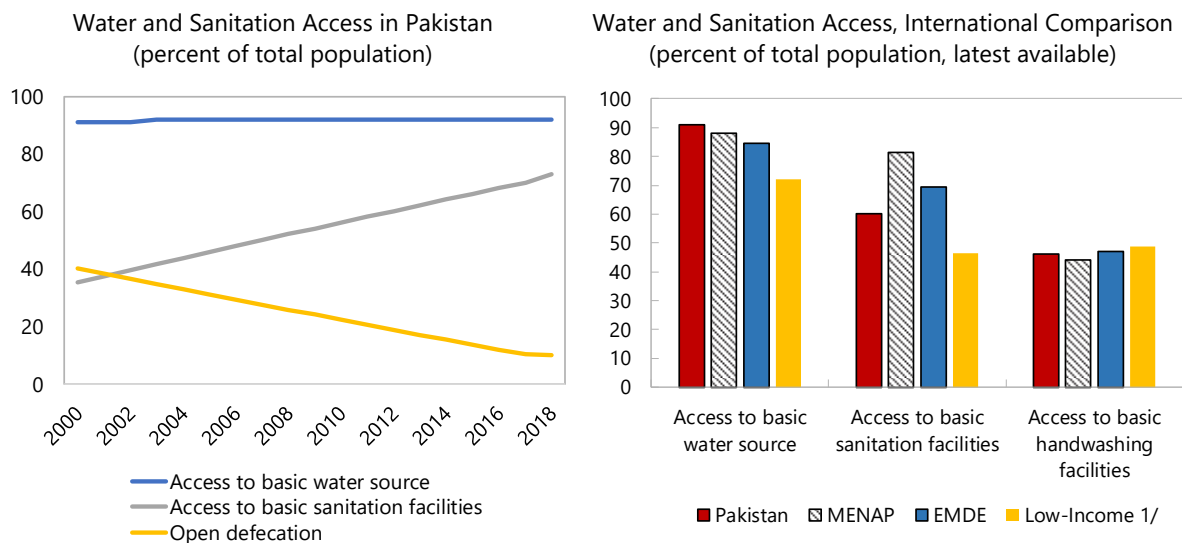 Water and Sanitation Access in Pakistan
(percent of total population)
100
80
60
40
20
0
2000
2002
2004
2006
2008
2010
2012
2014
2016
2018
Access to basic water source
Access to basic sanitation facilities
Open defecation
Water and Sanitation Access, International Comparison
(percent of total population, latest available)
100
90
80
70
60
50
40
30
20
10
0
Access to basic
water source
Access to basic
sanitation facilities
Access to basic
handwashing
facilities
Pakistan
MENAP
EMDE
Low-Income 1/